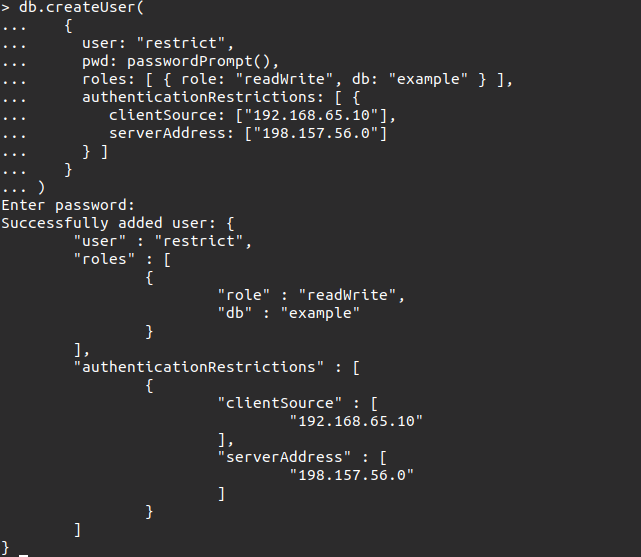 > db.createUser(
...    {
...      user: "restrict",
...      pwd: passwordPrompt(),
...      roles: [ { role: "readWrite", db: "example" } ],
...      authenticationRestrictions: [ {
...         clientSource: ["192.168.65.10"],
...         serverAddress: ["198.157.56.0"]
...      } ]
...    }
... )
Enter password:
Successfully added user: {
        "user" : "restrict",
        "roles" : [
                {
                        "role" : "readWrite",
                        "db" : "example"
                }
        ],
        "authenticationRestrictions" : [
                {
                        "clientSource" : [
                                "192.168.65.10"
                        ],
                        "serverAddress" : [
                                "198.157.56.0"
                        ]
                }
        ]
}